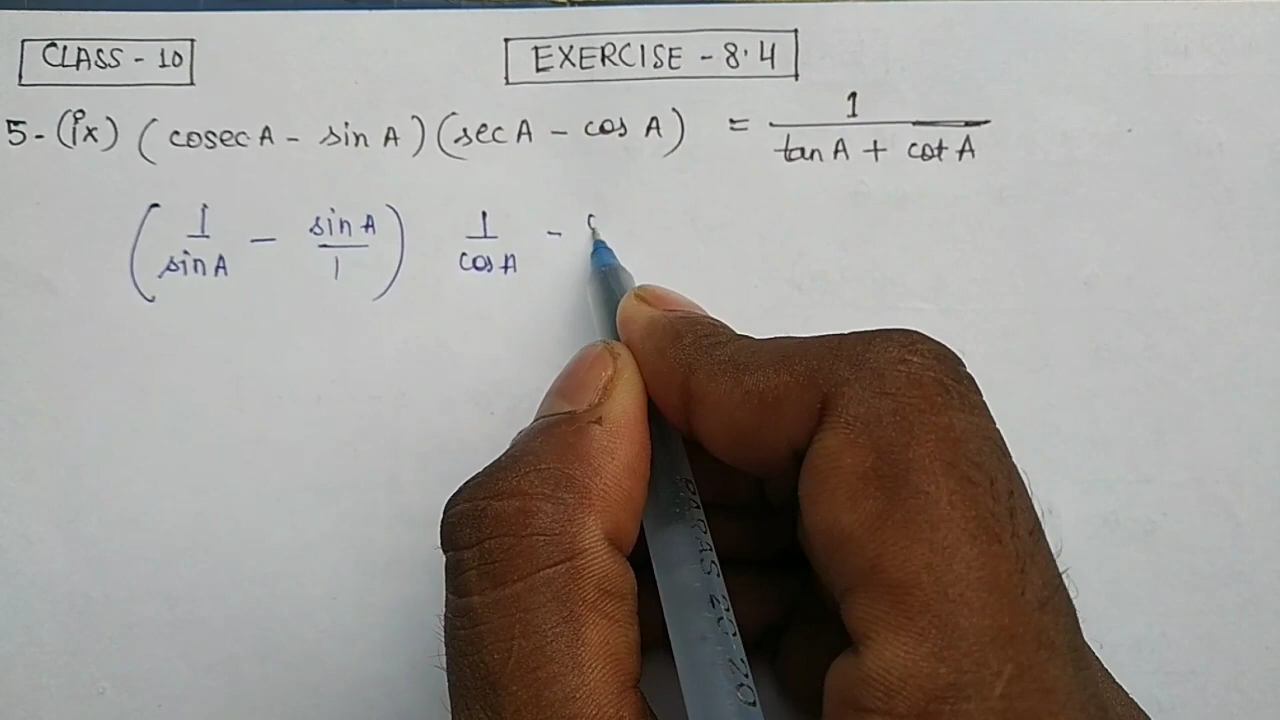 CLASS - 10 EXERCISE - 8.4
5-(ix) (cosec A - sin A) (sec A - cos A) = 1/(tan A + cot A)
(1/sin A - sin A/1) 1/cos A -
PARAS